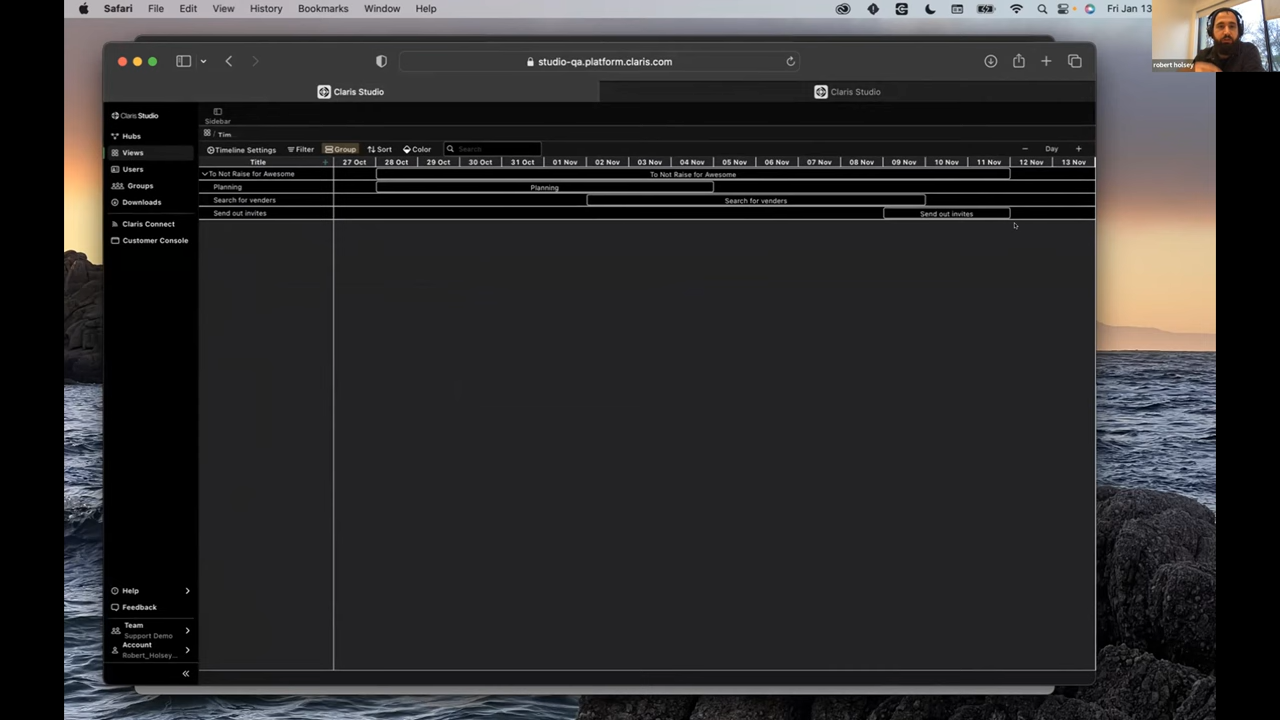 Safari File Edit View History Bookmarks Window Help Fri Jan 13
robert holsey
studio-qa.platform.claris.com
Claris Studio Claris Studio
Claris Studio
Hubs
Views
Users
Groups
Downloads
Claris Connect
Customer Console
Sidebar
/ Tim.
Timeline Settings Filter Group Sort Color Search − Day +
Title + 27 Oct 28 Oct 29 Oct 30 Oct 31 Oct 01 Nov 02 Nov 03 Nov 04 Nov 05 Nov 06 Nov 07 Nov 08 Nov 09 Nov 10 Nov 11 Nov 12 Nov 13 Nov
To Not Raise for Awesome To Not Raise for Awesome
Planning Planning
Search for venders Search for venders
Send out invites Send out invites
Help
Feedback
Team
Support Demo
Account
Robert_Holsey...